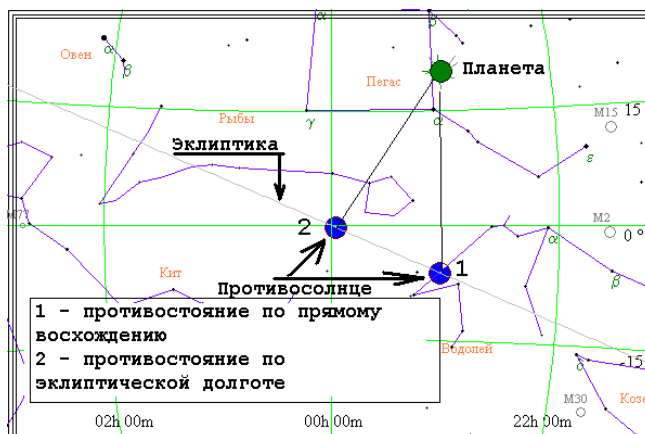 α
β
Овен
α
β
Планета
Пегас
M15
15
Рыбы
γ
α
Эклиптика
ε
2
M2
0 °
α
Кит
Противосолнце
1
β
1 - противостояние по прямому
восхождению
2 - противостояние по
эклиптической долготе
Водолей
-15
δ
Козе
M30
02h 00m
00h 00m
22h 00m